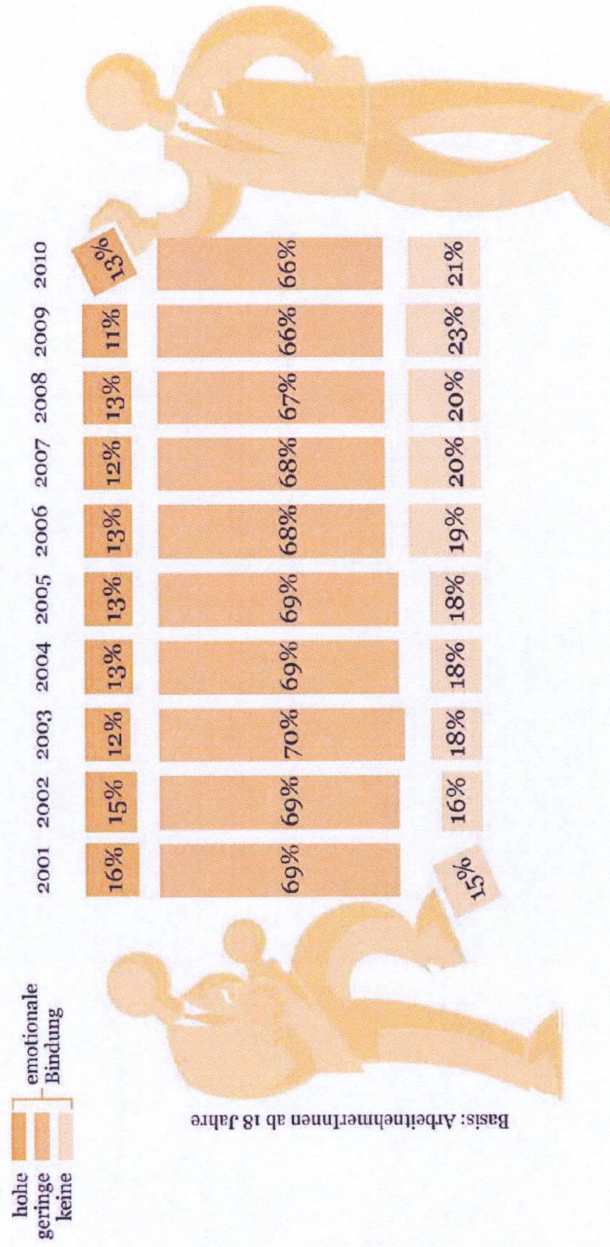 hohe
geringe
keine
emotionale
Bindung
2001 2002 2003 2004 2005 2006 2007 2008 2009 2010
16% 15% 12% 13% 13% 13% 12% 13% 11% 13%
69% 69% 70% 69% 69% 68% 68% 67% 66% 66%
15% 16% 18% 18% 18% 19% 20% 20% 23% 21%
Basis: ArbeitnehmerInnen ab 18 Jahre